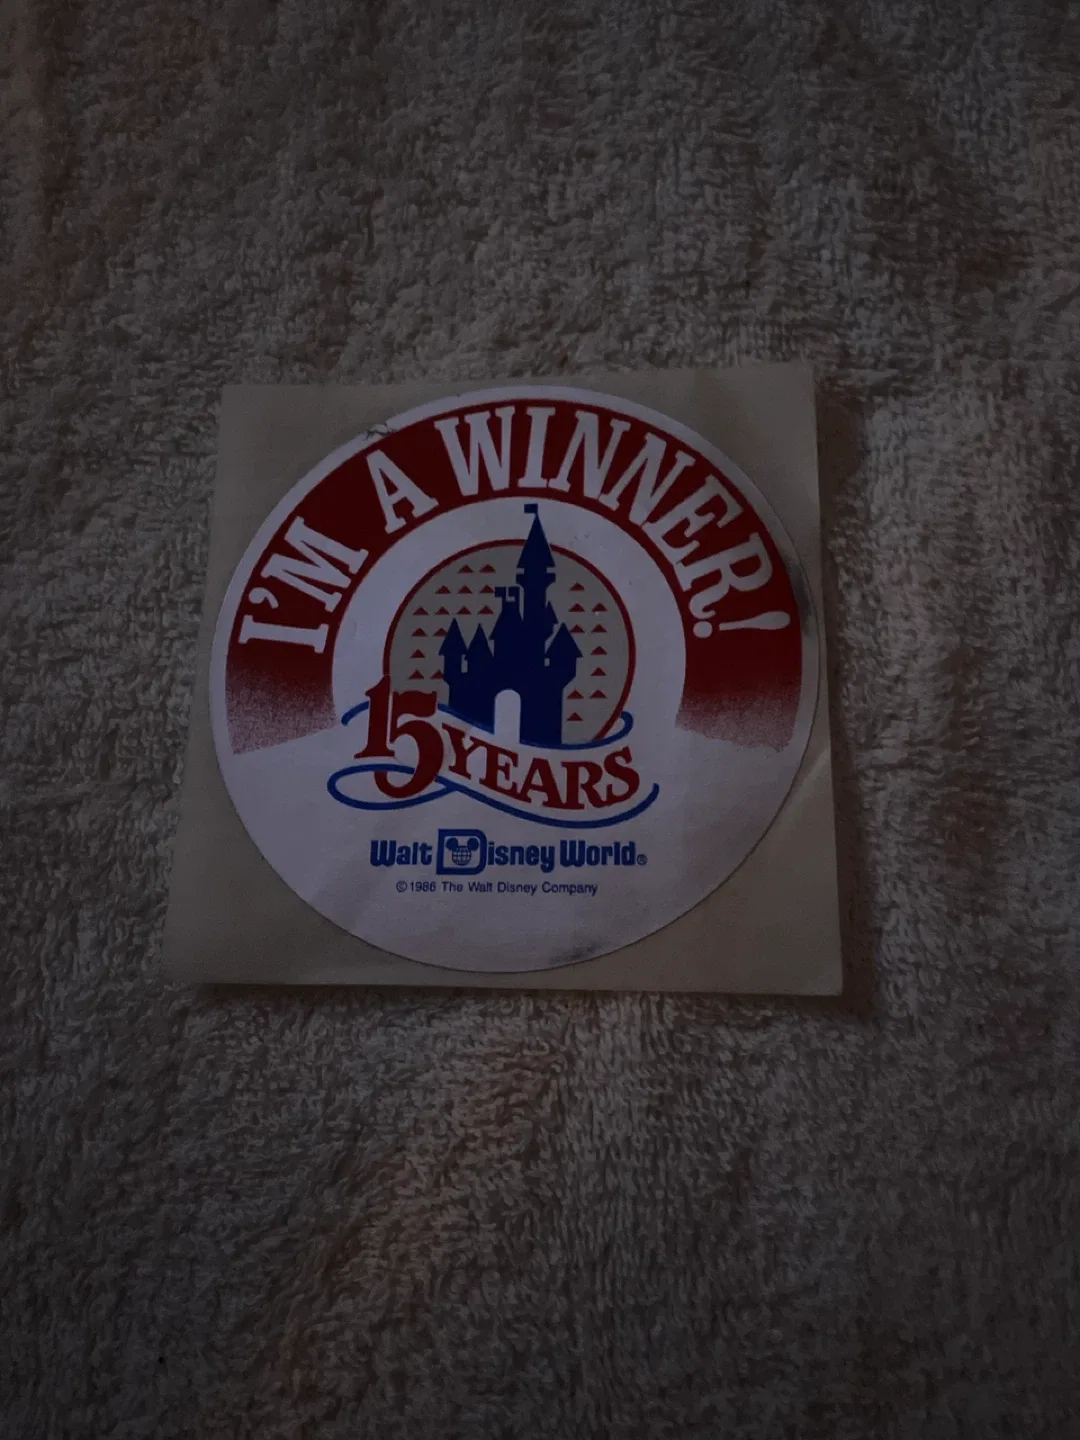 I'M A WINNER!
15 YEARS
Walt Disney World®
©1986 The Walt Disney Company